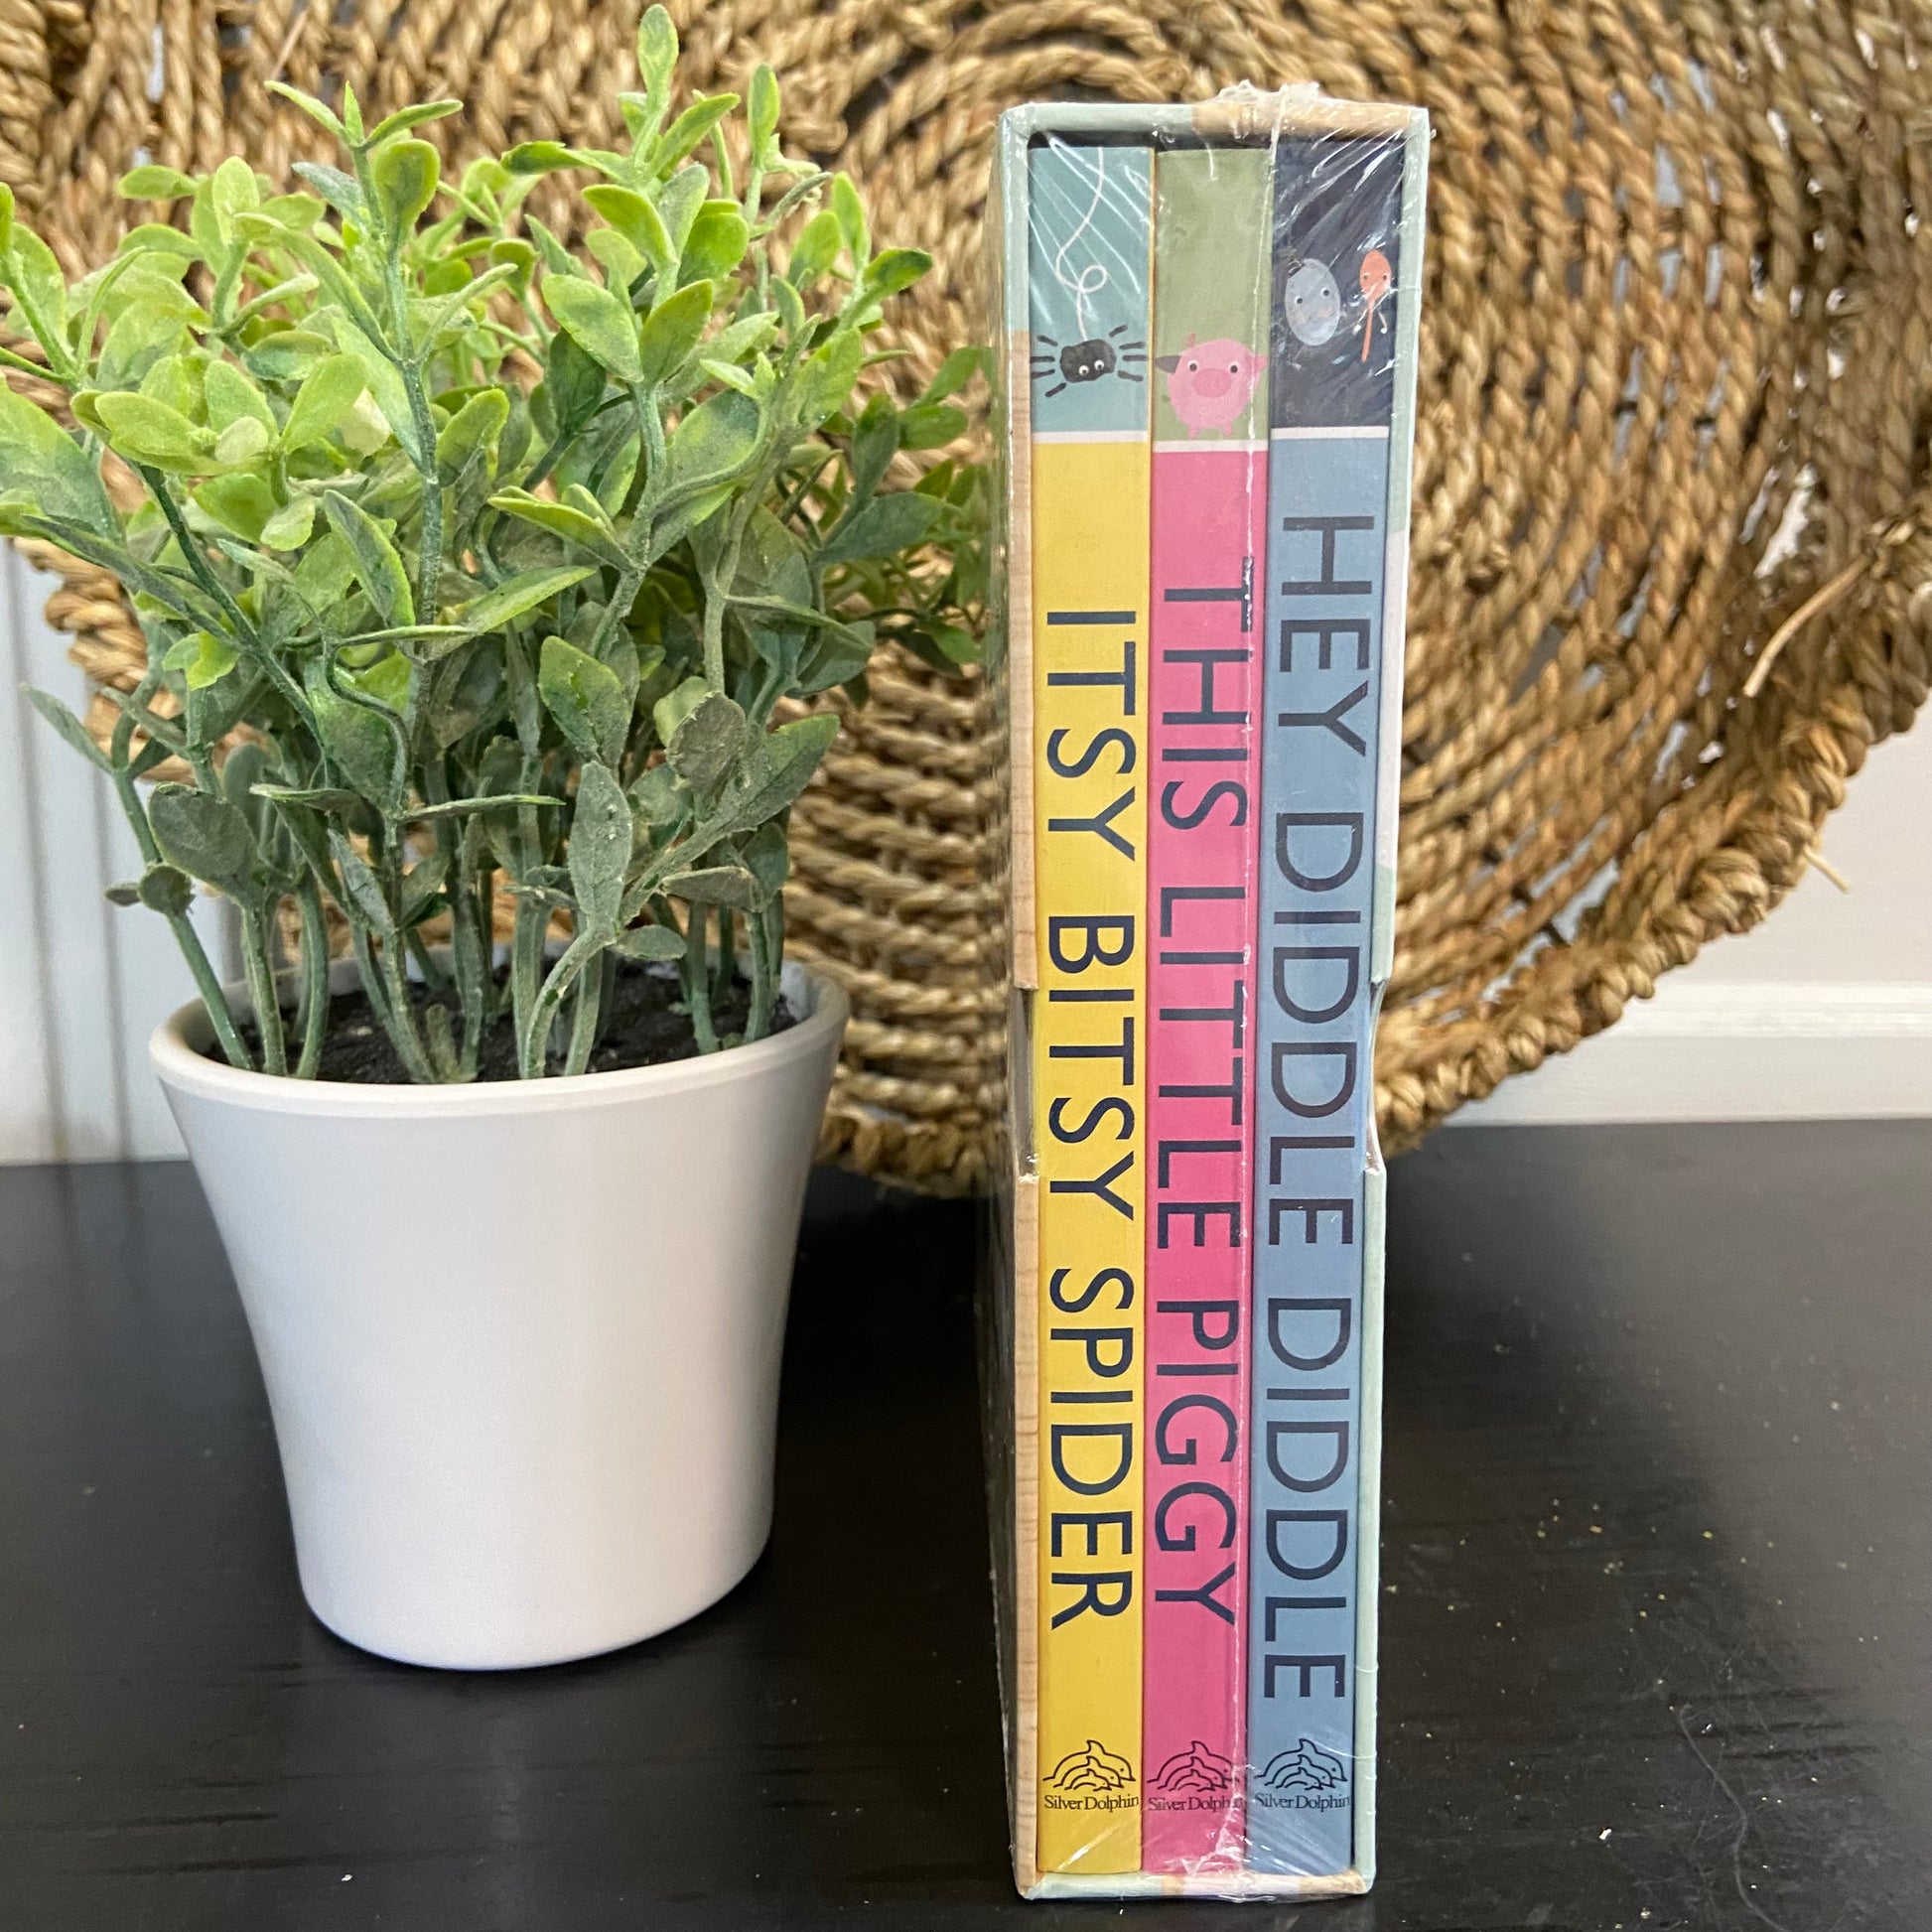 ITSY BITSY SPIDER
Silver Dolphin
THIS LITTLE PIGGY
Silver Dolphin
HEY DIDDLE DIDDLE
Silver Dolphin